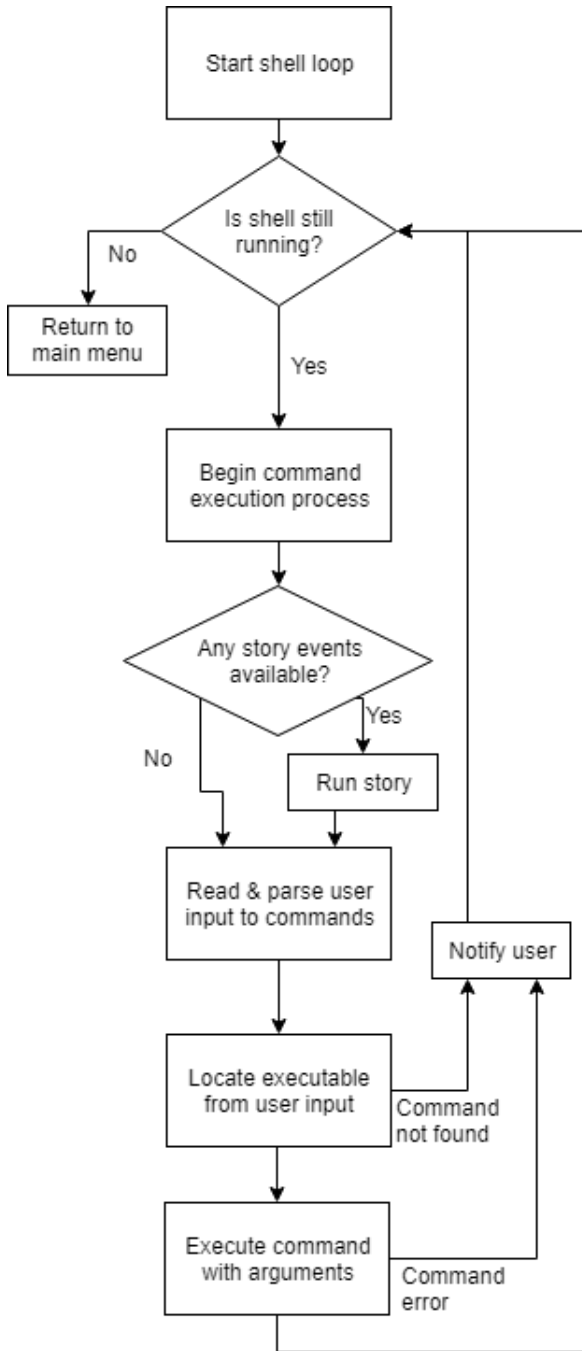 Start shell loop
Is shell still
running?
No
Return to
main menu
Yes
Begin command
execution process
Any story events
available?
Yes
No
Run story
Read & parse user
input to commands
Notify user
Locate executable
from user input
Command
not found
Execute command
with arguments
Command
error